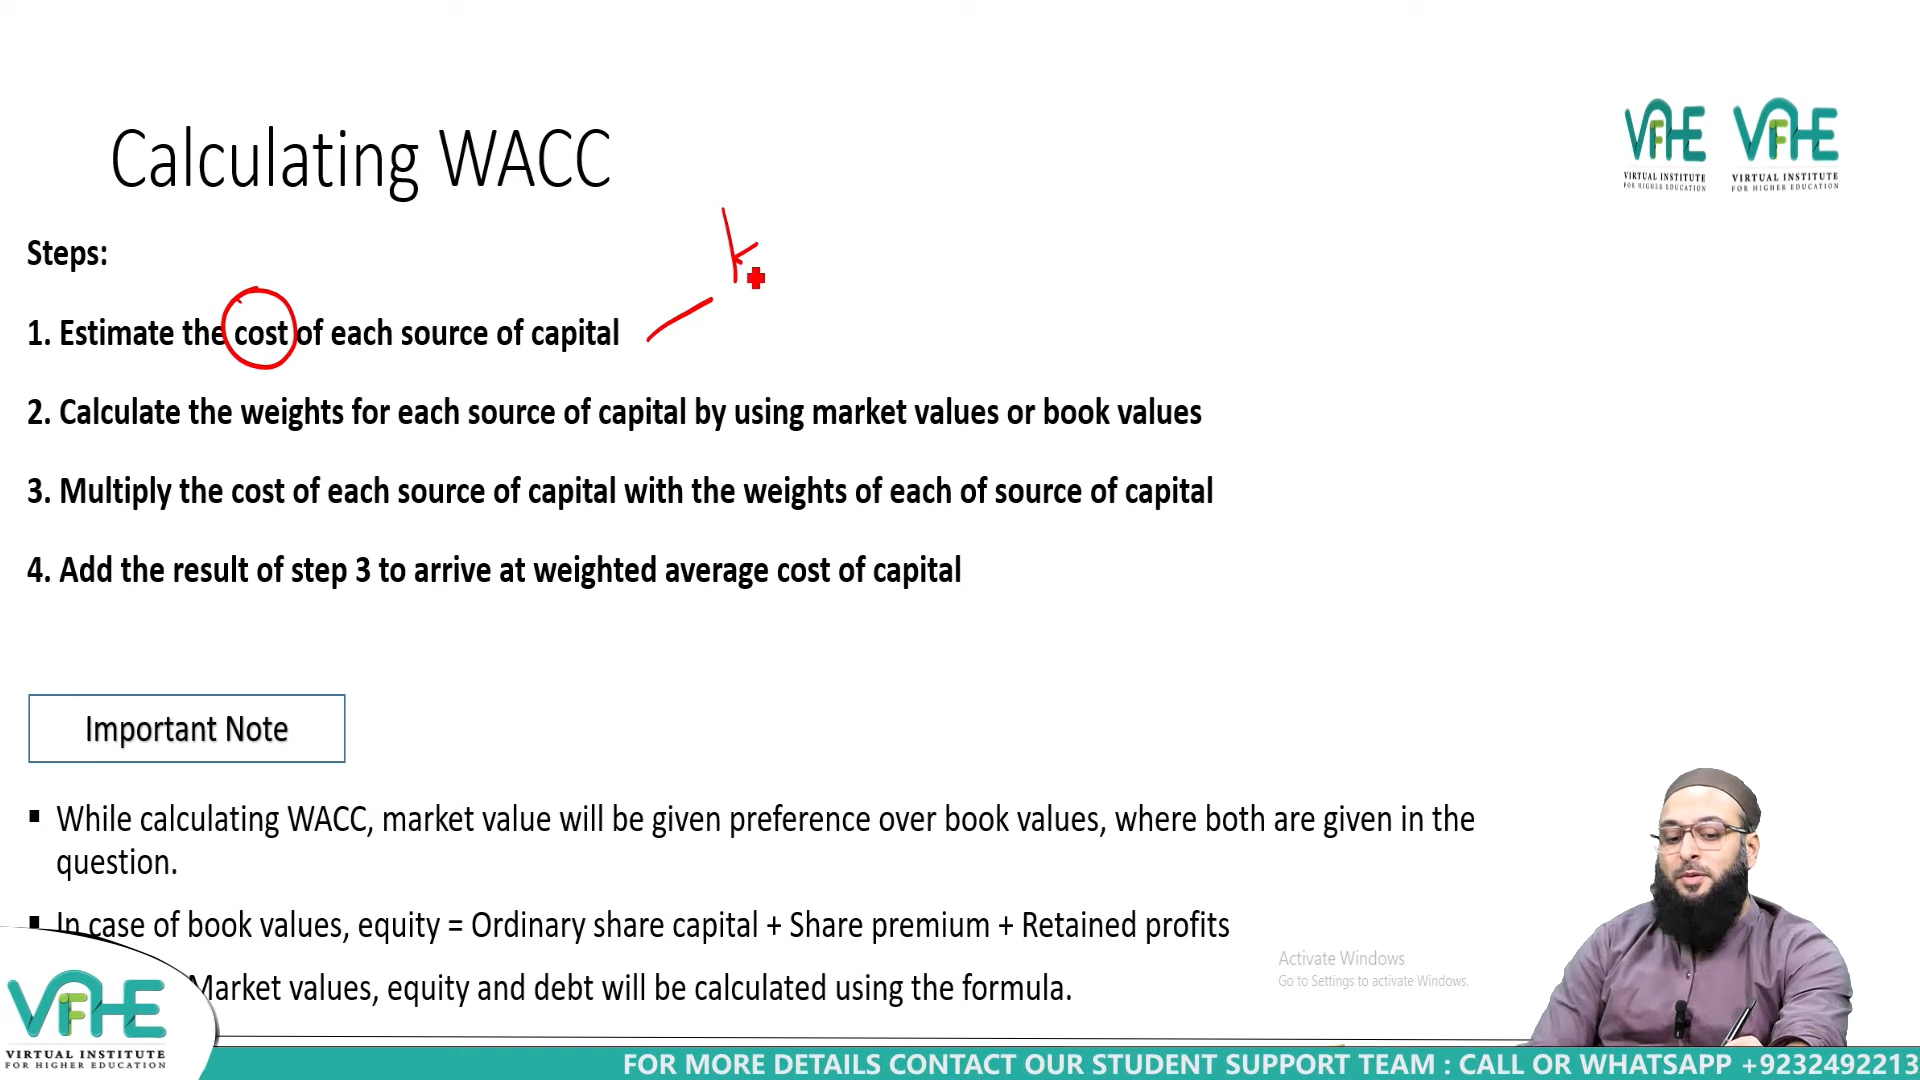 Calculating WACC
VFHE VFHE
VIRTUAL INSTITUTE VIRTUAL INSTITUTE
FOR HIGHER EDUCATION FOR HIGHER EDUCATION
Steps:
1. Estimate the cost of each source of capital
k
2. Calculate the weights for each source of capital by using market values or book values
3. Multiply the cost of each source of capital with the weights of each of source of capital
4. Add the result of step 3 to arrive at weighted average cost of capital
Important Note
▪ While calculating WACC, market value will be given preference over book values, where both are given in the
question.
▪ In case of book values, equity = Ordinary share capital + Share premium + Retained profits
Market values, equity and debt will be calculated using the formula.
Activate Windows
Go to Settings to activate Windows.
VFHE
VIRTUAL INSTITUTE
FOR HIGHER EDUCATION
FOR MORE DETAILS CONTACT OUR STUDENT SUPPORT TEAM : CALL OR WHATSAPP +9232492213